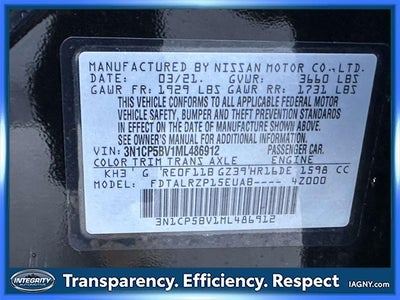 MANUFACTURED BY NISSAN MOTOR CO.,LTD.
DATE: 03/21. GVWR: 3660 LBS
GAWR FR: 1929 LBS GAWR RR: 1731 LBS
THIS VEHICLE CONFORMS TO ALL APPLICABLE FEDERAL MOTOR
VEHICLE SAFETY, BUMPER, AND THEFT PREVENTION STANDARDS
IN EFFECT ON THE DATE OF MANUFACTURE SHOWN ABOVE.
SEE OWNER'S MANUAL FOR ADDITIONAL INFORMATION.
VIN: 3N1CP5BV1ML486912 PASSENGER CAR.
COLOR TRIM TRANS AXLE ENGINE
KH3 G RE0F11B GZ39 HR16DE 1598 CC
MODEL: FDTALRZP15EUAB---- 4Z000
3N1CP5BV1ML486912
INTEGRITY
Transparency. Efficiency. Respect
IAGNY.com